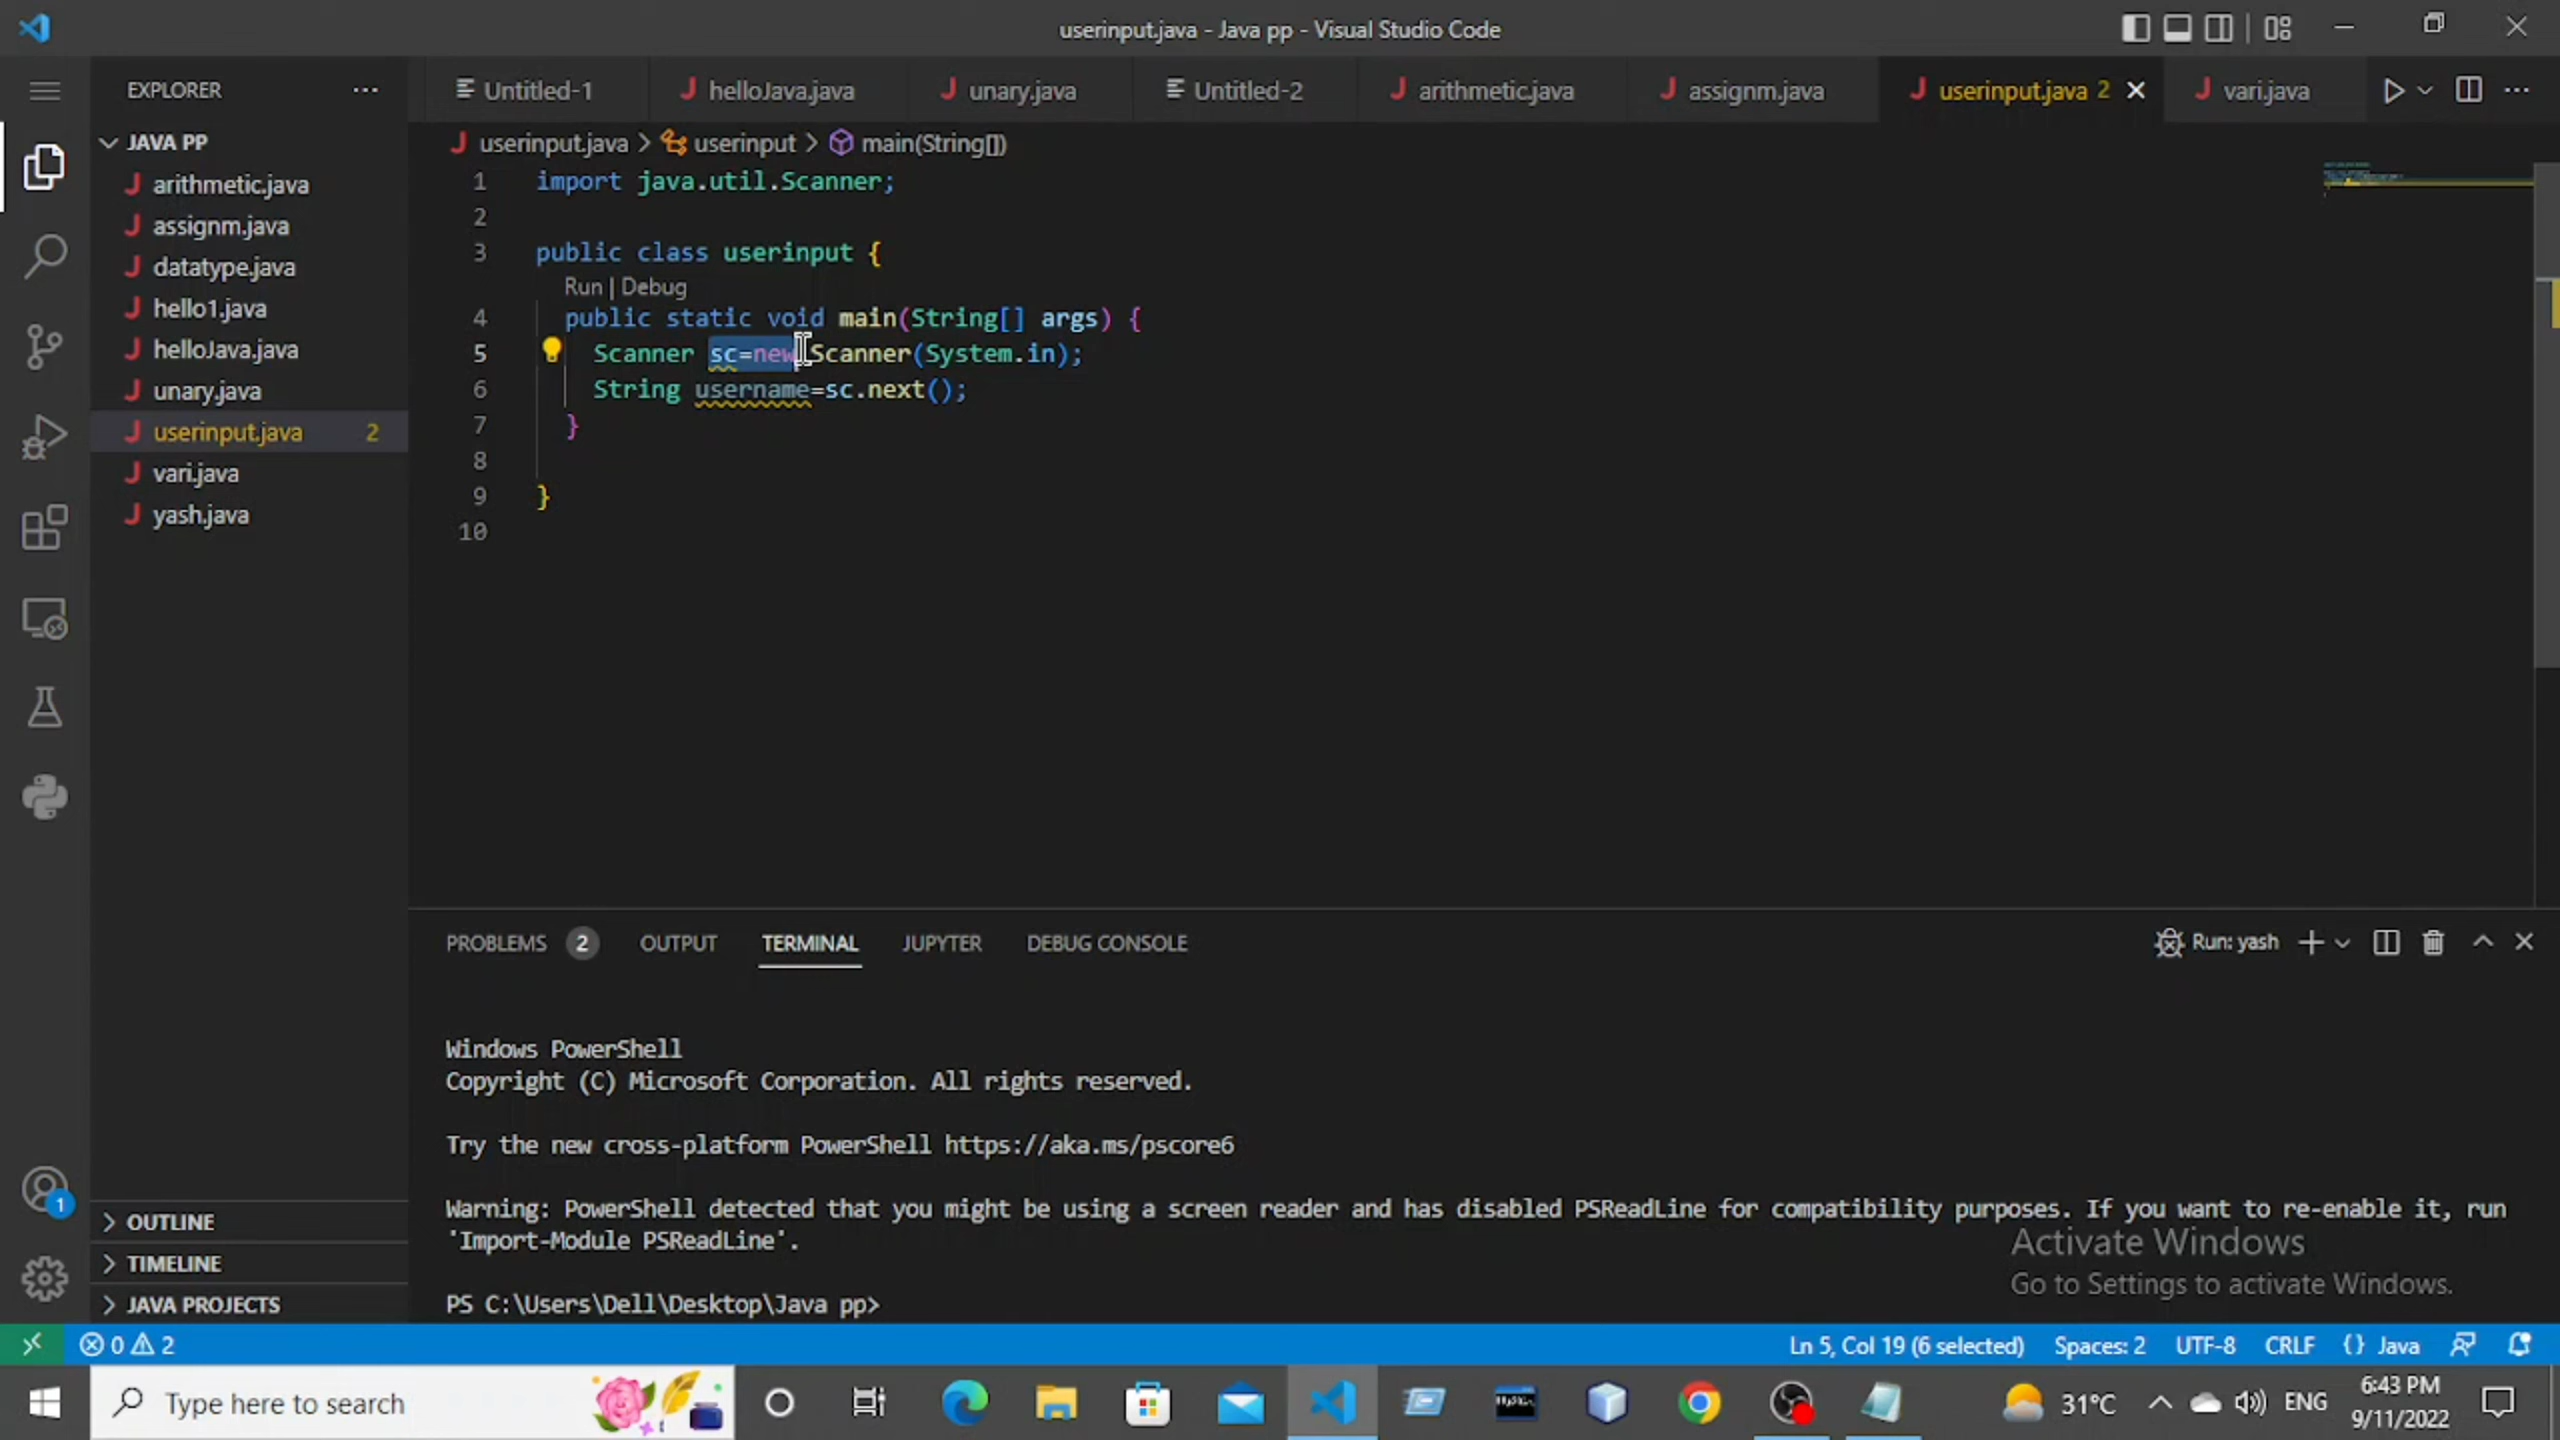 userinput.java - Java pp - Visual Studio Code
EXPLORER
Untitled-1
helloJava.java
unary.java
Untitled-2
arithmetic.java
assignm.java
userinput.java 2
vari.java
JAVA PP
arithmetic.java
assignm.java
datatype.java
hello1.java
helloJava.java
unary.java
userinput.java 2
vari.java
yash.java
OUTLINE
TIMELINE
JAVA PROJECTS
userinput.java > userinput > main(String[])
1 import java.util.Scanner;
2
3 public class userinput {
Run | Debug
4 public static void main(String[] args) {
5 Scanner sc=new Scanner(System.in);
6 String username=sc.next();
7 }
8
9 }
10
PROBLEMS 2 OUTPUT TERMINAL JUPYTER DEBUG CONSOLE
Run: yash
Windows PowerShell
Copyright (C) Microsoft Corporation. All rights reserved.
Try the new cross-platform PowerShell https://aka.ms/pscore6
Warning: PowerShell detected that you might be using a screen reader and has disabled PSReadLine for compatibility purposes. If you want to re-enable it, run
'Import-Module PSReadLine'.
PS C:\Users\Dell\Desktop\Java pp>
Activate Windows
Go to Settings to activate Windows.
1
0 2
Ln 5, Col 19 (6 selected) Spaces: 2 UTF-8 CRLF {} Java
Type here to search
31°C
ENG
6:43 PM
9/11/2022